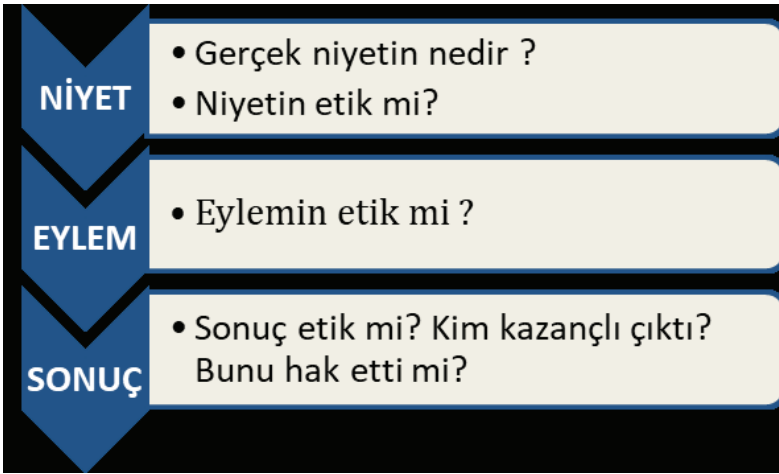 NİYET
• Gerçek niyetin nedir ?
• Niyetin etik mi?
EYLEM
• Eylemin etik mi ?
SONUÇ
• Sonuç etik mi? Kim kazançlı çıktı?
Bunu hak etti mi?